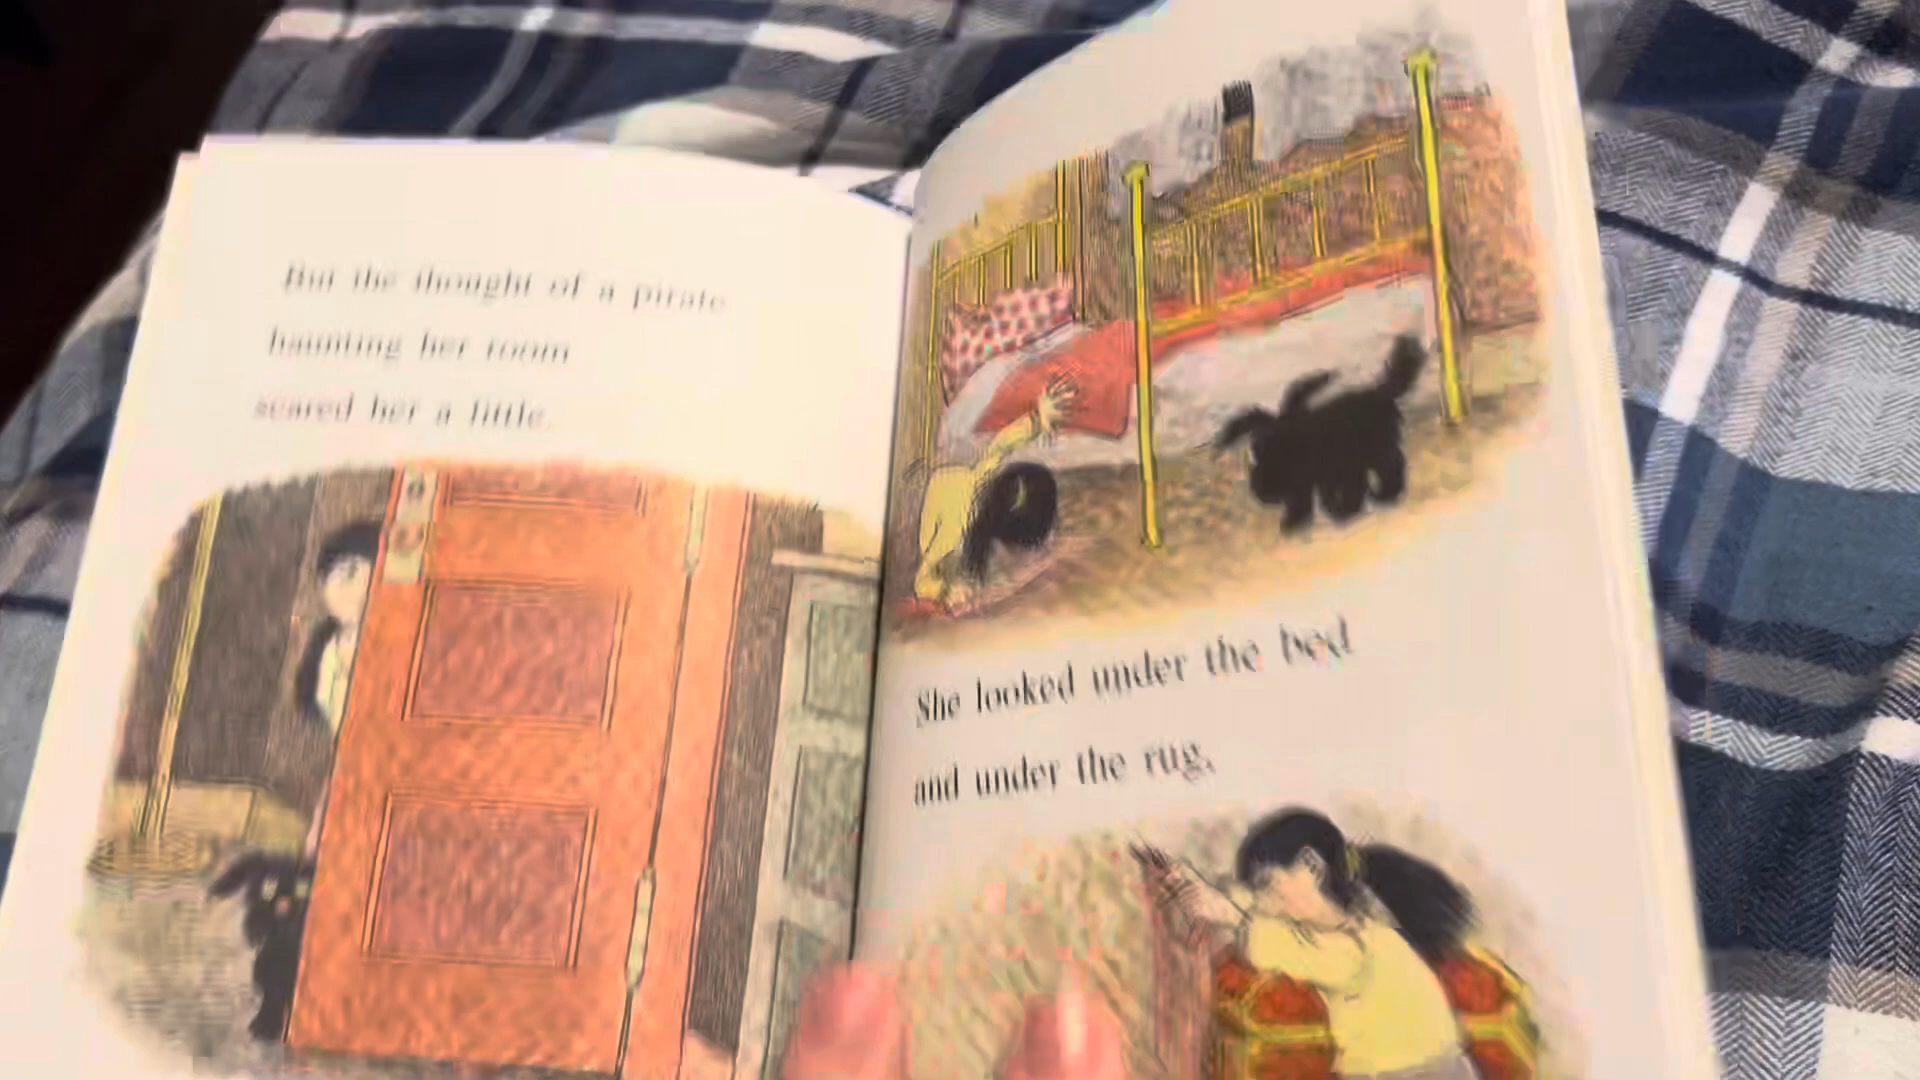 But the thought of a pirate
haunting her room
scared her a little.
She looked under the bed
and under the rug,